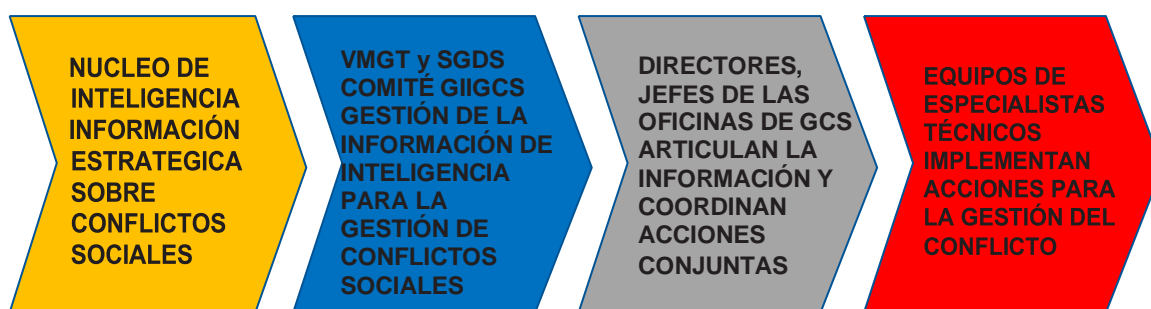 NUCLEO DE
INTELIGENCIA
INFORMACIÓN
ESTRATEGICA
SOBRE
CONFLICTOS
SOCIALES
VMGT y SGDS
COMITÉ GIIGCS
GESTIÓN DE LA
INFORMACIÓN DE
INTELIGENCIA
PARA LA
GESTIÓN DE
CONFLICTOS
SOCIALES
DIRECTORES,
JEFES DE LAS
OFICINAS DE GCS
ARTICULAN LA
INFORMACIÓN Y
COORDINAN
ACCIONES
CONJUNTAS
EQUIPOS DE
ESPECIALISTAS
TÉCNICOS
IMPLEMENTAN
ACCIONES PARA
LA GESTIÓN DEL
CONFLICTO